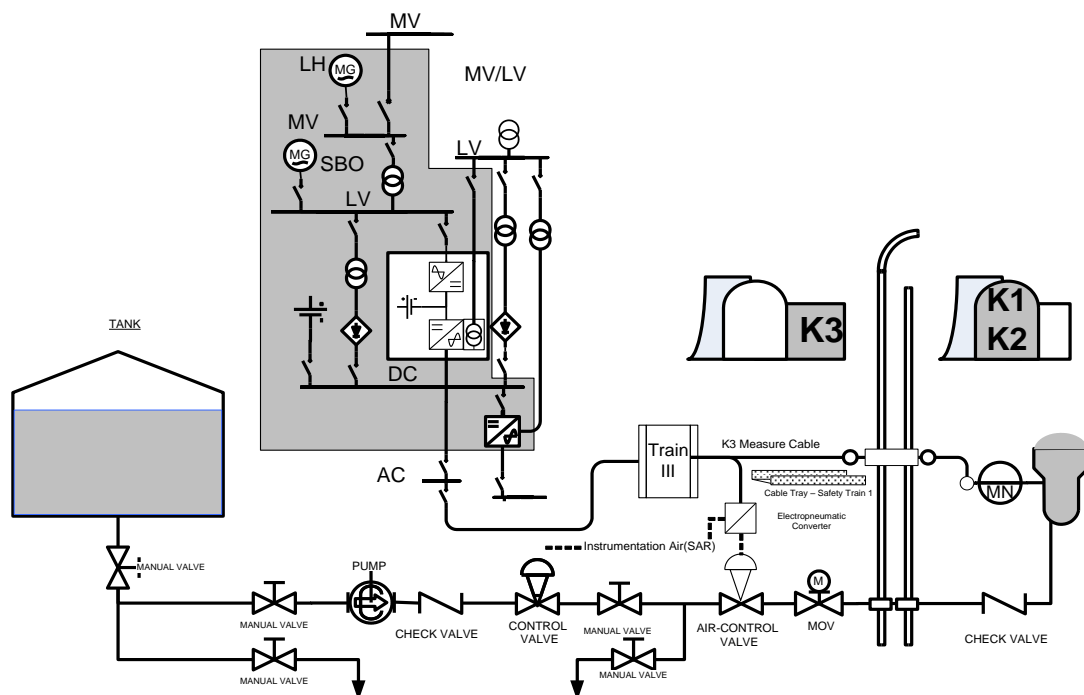 MV
LH
MG
MV/LV
MV
MG
SBO
LV
LV
TANK
K3
K1
K2
DC
AC
Train
III
K3 Measure Cable
Cable Tray – Safety Train 1
MN
Electropneumatic
Converter
Instrumentation Air(SAR)
MANUAL VALVE
PUMP
M
MANUAL VALVE
CHECK VALVE
CONTROL
VALVE
MANUAL VALVE
AIR-CONTROL
VALVE
MOV
CHECK VALVE
MANUAL VALVE
MANUAL VALVE